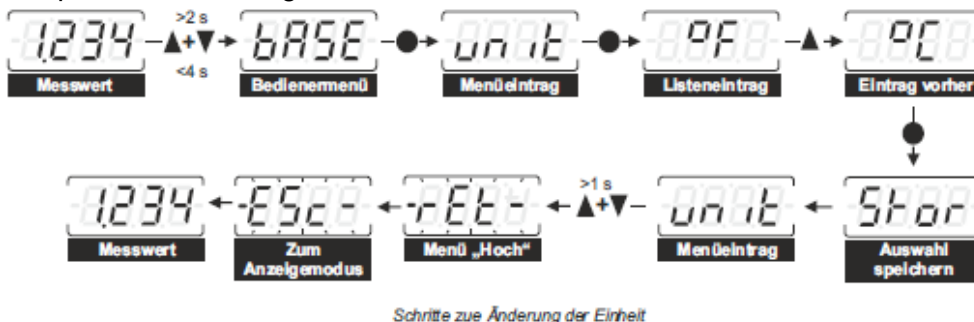 >2 s
1.234 ▲+▼ bASE ● unit ● °F ▲ °C
<4 s
Messwert Bedienermenü Menüeintrag Listeneintrag Eintrag vorher
●
>1 s
1.234 -ESc- -rEt- ▲+▼ unit Stor
Messwert Zum Anzeigemodus Menü „Hoch“ Menüeintrag Auswahl speichern
Schritte zue Änderung der Einheit